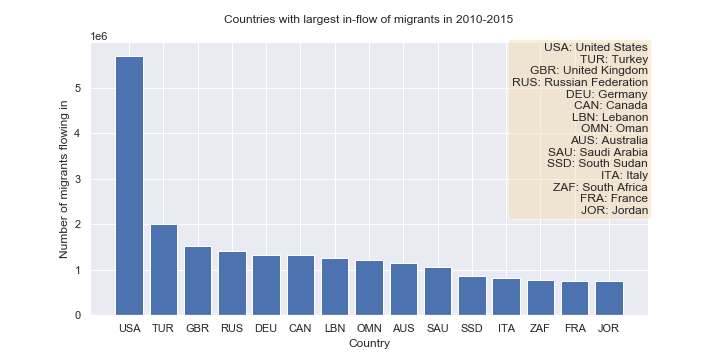 Countries with largest in-flow of migrants in 2010-2015
1e6
USA: United States
TUR: Turkey
GBR: United Kingdom
RUS: Russian Federation
DEU: Germany
CAN: Canada
LBN: Lebanon
OMN: Oman
AUS: Australia
SAU: Saudi Arabia
SSD: South Sudan
ITA: Italy
ZAF: South Africa
FRA: France
JOR: Jordan
Number of migrants flowing in
5
4
3
2
1
0
USA TUR GBR RUS DEU CAN LBN OMN AUS SAU SSD ITA ZAF FRA JOR
Country